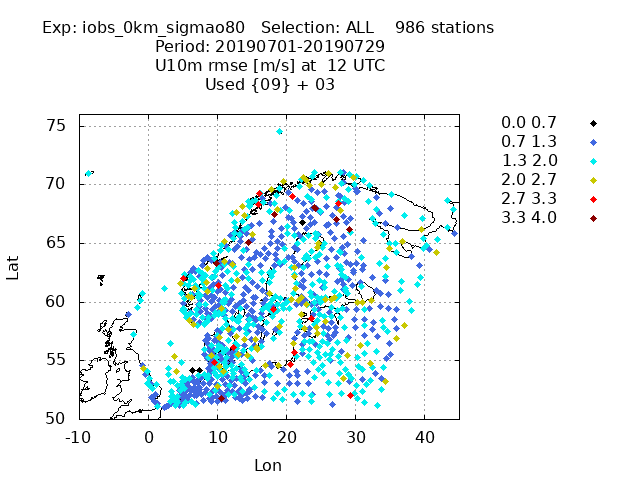 Exp: iobs_0km_sigmao80   Selection: ALL    986 stations
Period: 20190701-20190729
U10m rmse [m/s] at  12 UTC
Used {09} + 03
0.0 0.7
0.7 1.3
1.3 2.0
2.0 2.7
2.7 3.3
3.3 4.0
75
70
65
60
55
50
Lat
-10 0 10 20 30 40
Lon